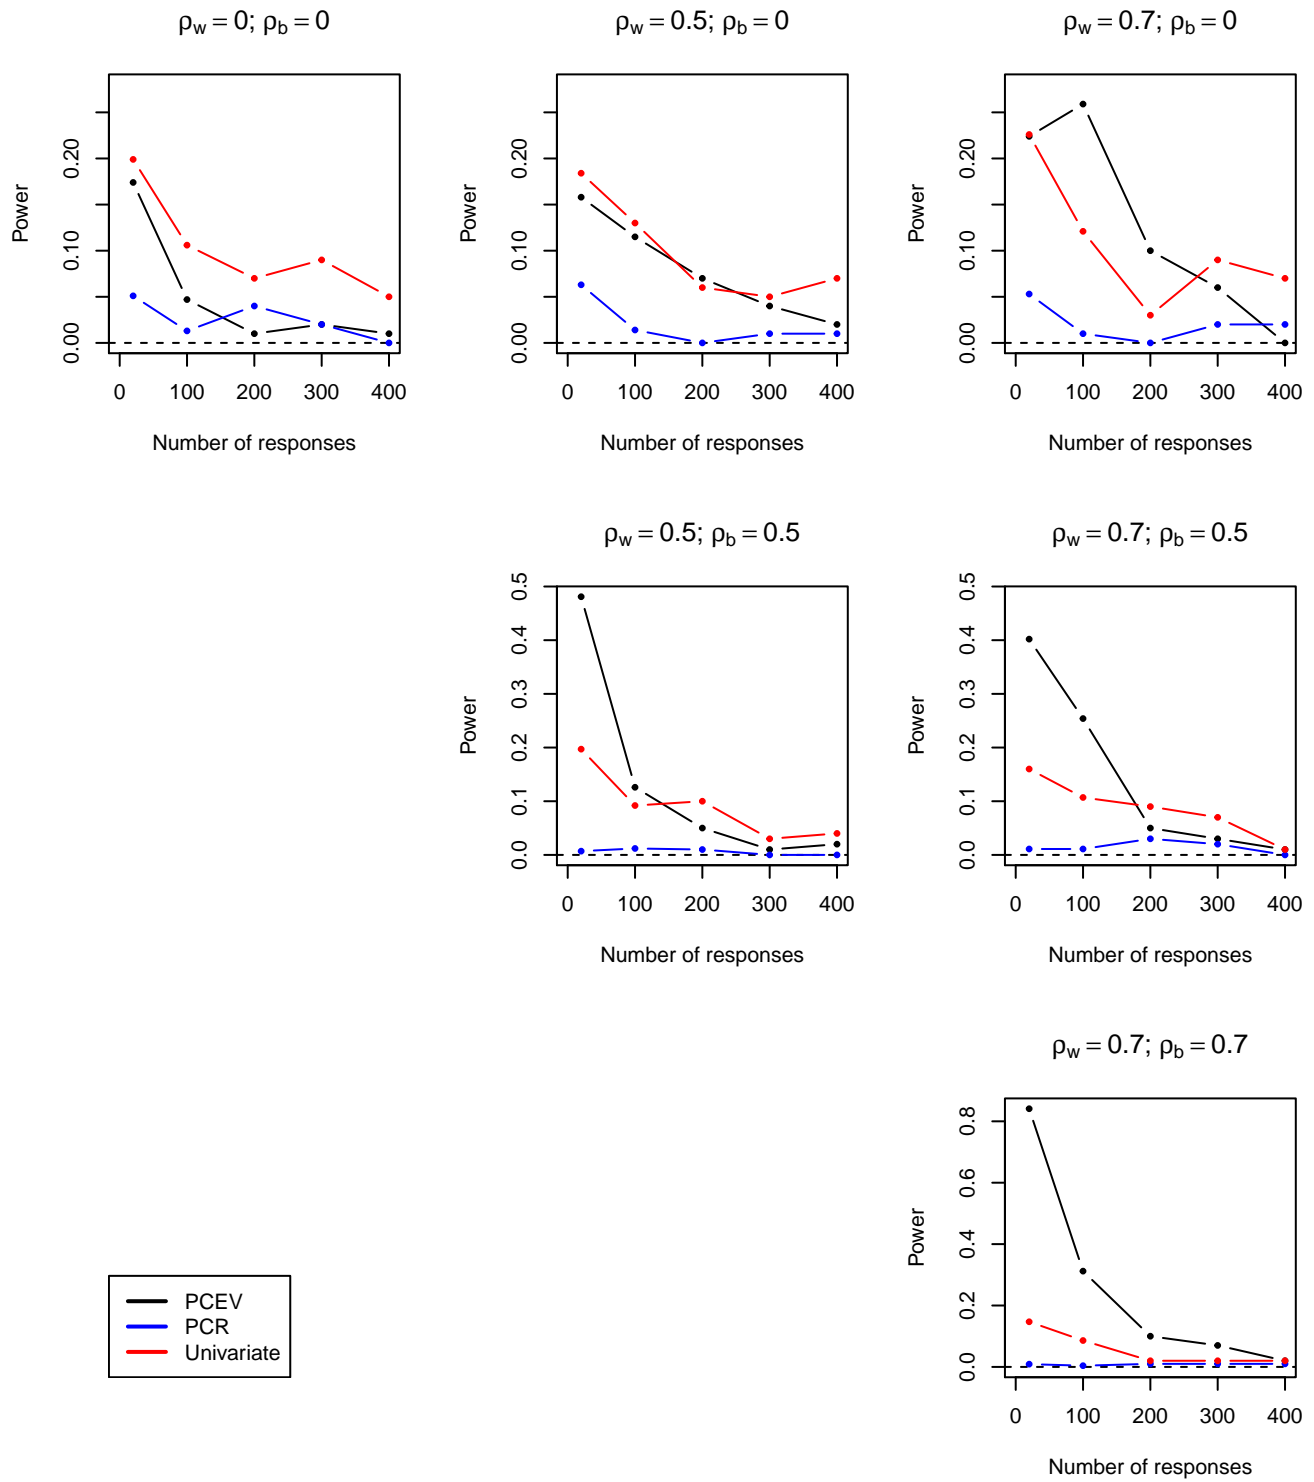 ρw = 0; ρb = 0
Power
0.00 0.10 0.20
0 100 200 300 400
Number of responses
ρw = 0.5; ρb = 0
Power
0.00 0.10 0.20
0 100 200 300 400
Number of responses
ρw = 0.7; ρb = 0
Power
0.00 0.10 0.20
0 100 200 300 400
Number of responses
ρw = 0.5; ρb = 0.5
Power
0.0 0.1 0.2 0.3 0.4 0.5
0 100 200 300 400
Number of responses
ρw = 0.7; ρb = 0.5
Power
0.0 0.1 0.2 0.3 0.4 0.5
0 100 200 300 400
Number of responses
ρw = 0.7; ρb = 0.7
Power
0.0 0.2 0.4 0.6 0.8
0 100 200 300 400
Number of responses
PCEV
PCR
Univariate